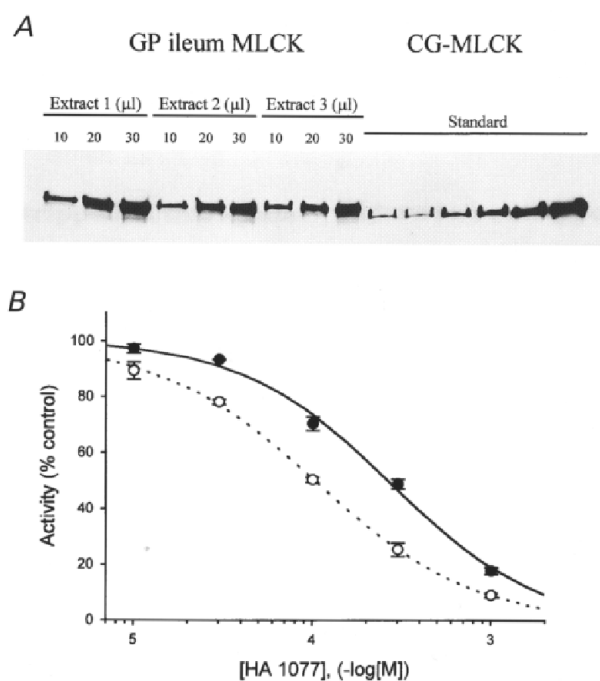 A
GP ileum MLCK CG-MLCK
Extract 1 (µl) Extract 2 (µl) Extract 3 (µl) Standard
10 20 30 10 20 30 10 20 30
B
100
80
60
40
20
0
Activity (% control)
5 4 3
[HA 1077], (-log[M])